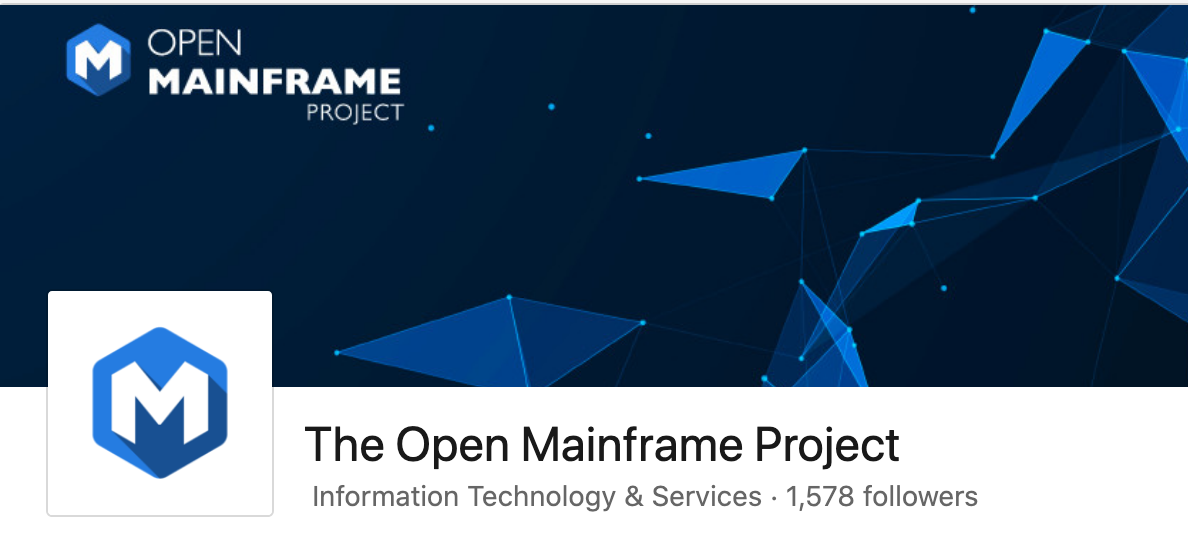 M
OPEN
MAINFRAME
PROJECT
M
The Open Mainframe Project
Information Technology & Services · 1,578 followers